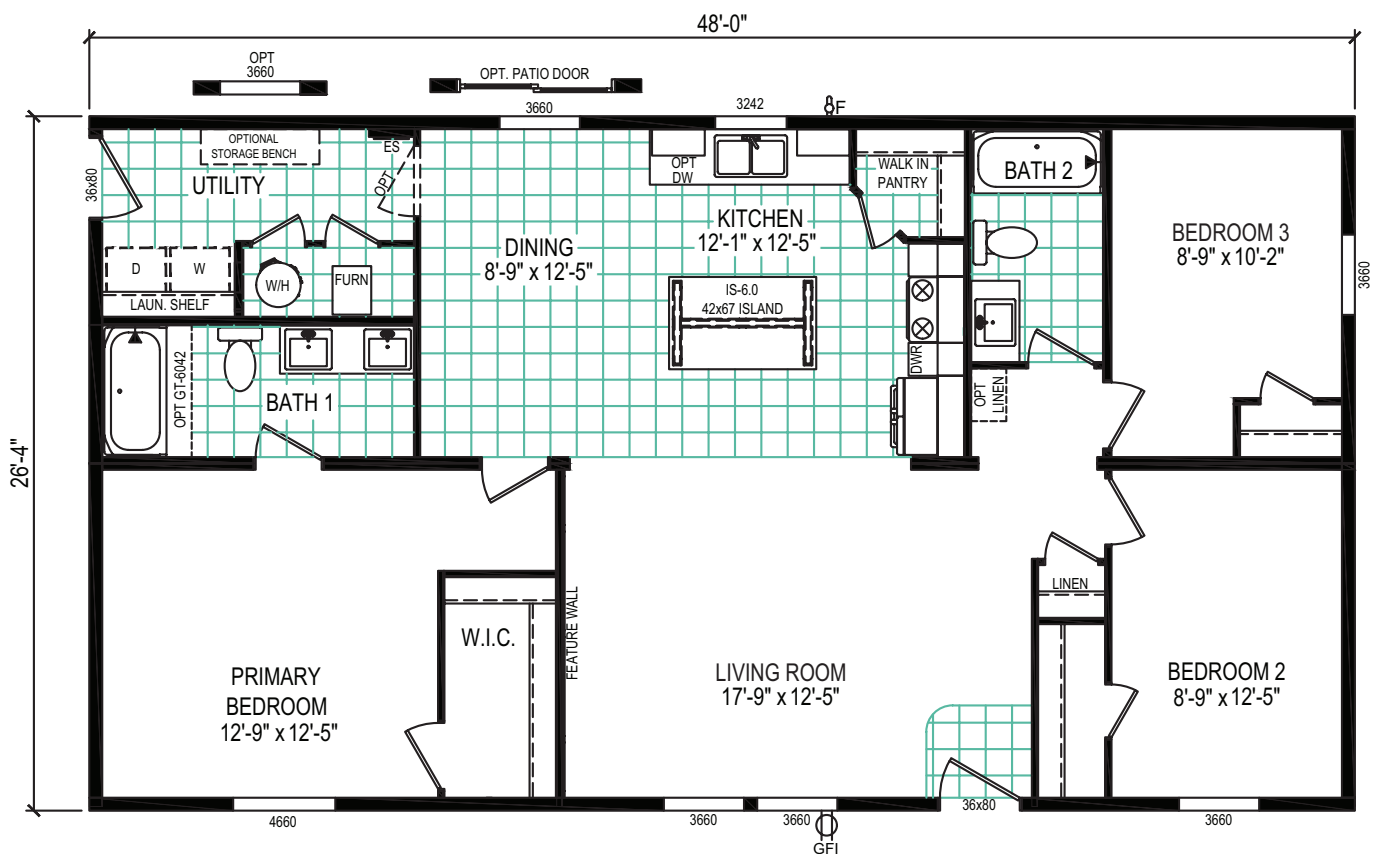 48'-0"
OPT
3660
OPT. PATIO DOOR
3660
3242
F
26'-4"
36x80
OPTIONAL
STORAGE BENCH
ES
OPT
UTILITY
D
W
LAUN. SHELF
W/H
FURN
DINING
8'-9" x 12'-5"
OPT
DW
KITCHEN
12'-1" x 12'-5"
WALK IN
PANTRY
IS-6.0
42x67 ISLAND
DWR
BATH 2
OPT
LINEN
BEDROOM 3
8'-9" x 10'-2"
3660
OPT GT-6042
BATH 1
PRIMARY
BEDROOM
12'-9" x 12'-5"
W.I.C.
FEATURE WALL
LIVING ROOM
17'-9" x 12'-5"
LINEN
BEDROOM 2
8'-9" x 12'-5"
4660
3660
3660
GFI
36x80
3660